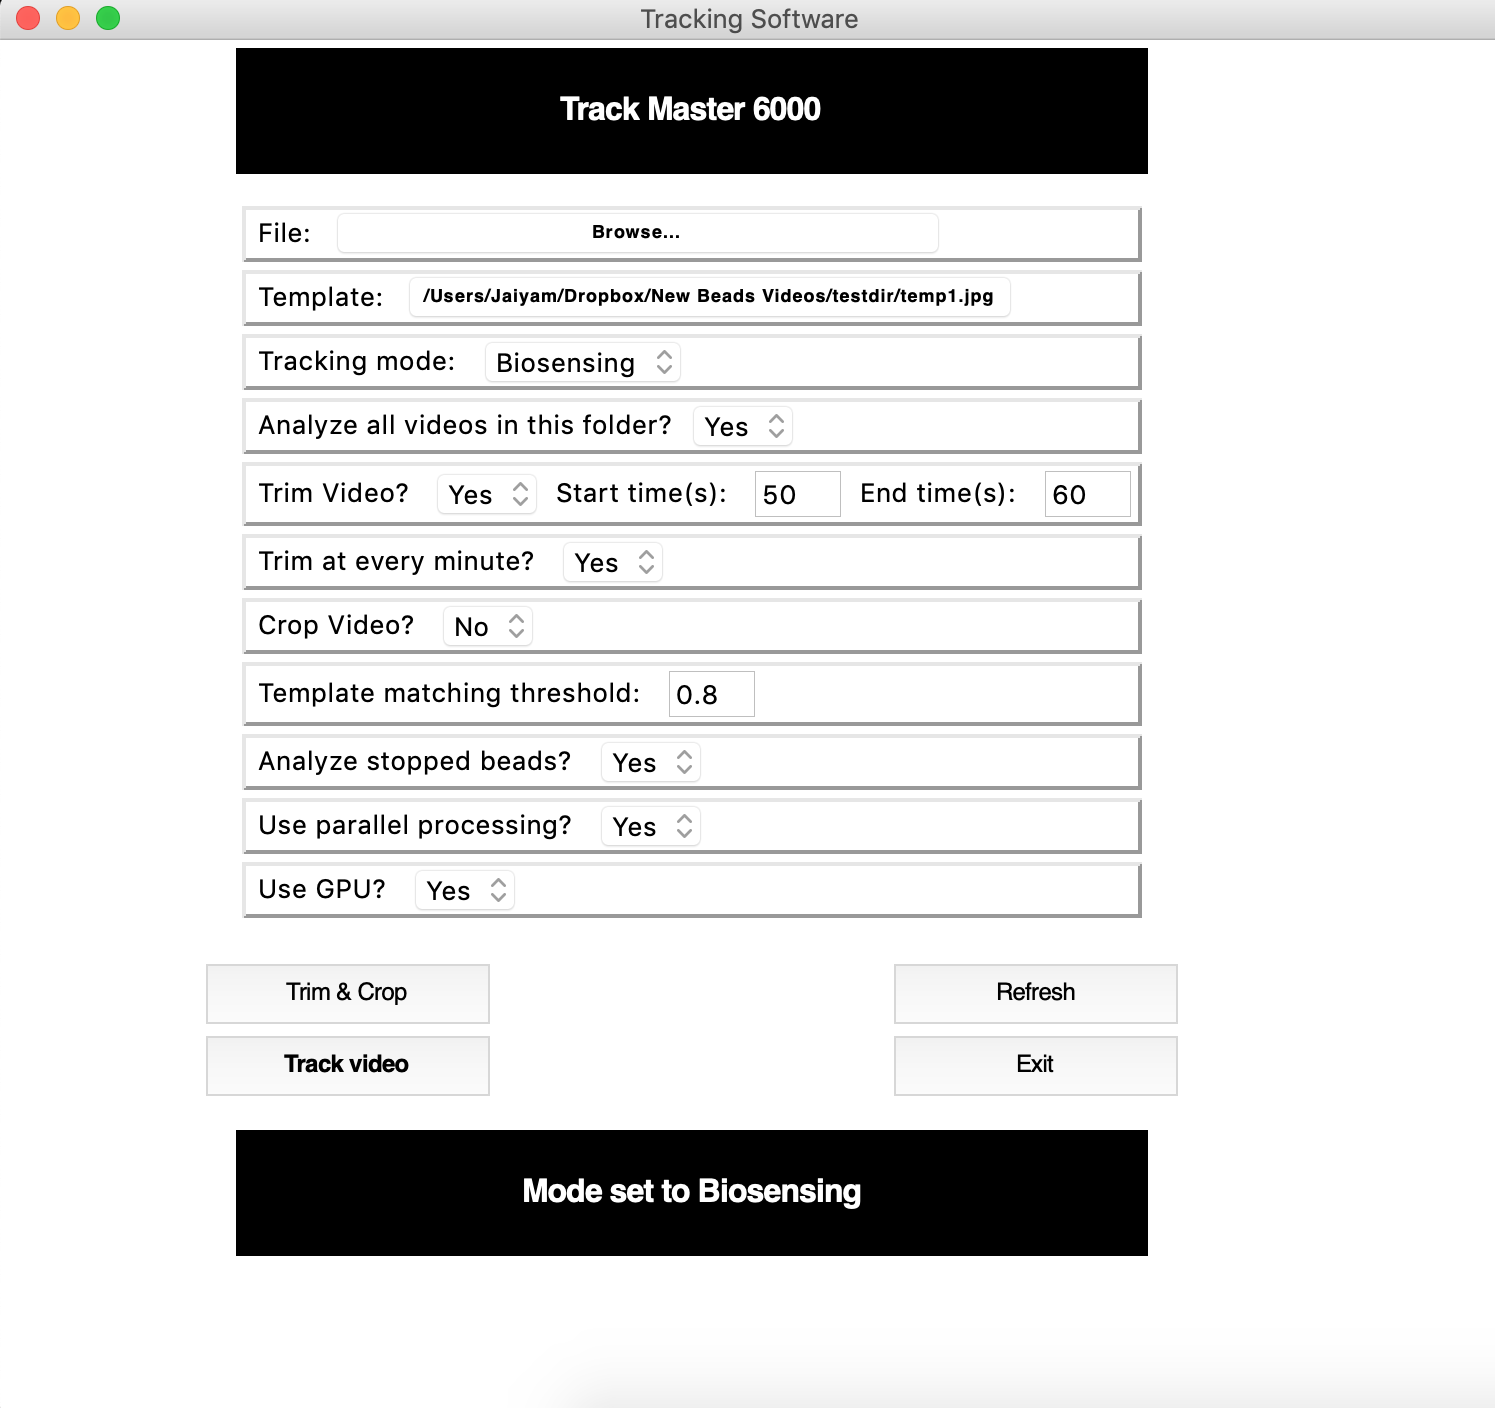 Tracking Software
Track Master 6000
File: Browse...
Template: /Users/Jaiyam/Dropbox/New Beads Videos/testdir/temp1.jpg
Tracking mode: Biosensing
Analyze all videos in this folder? Yes
Trim Video? Yes Start time(s): 50 End time(s): 60
Trim at every minute? Yes
Crop Video? No
Template matching threshold: 0.8
Analyze stopped beads? Yes
Use parallel processing? Yes
Use GPU? Yes
Trim & Crop Refresh
Track video Exit
Mode set to Biosensing